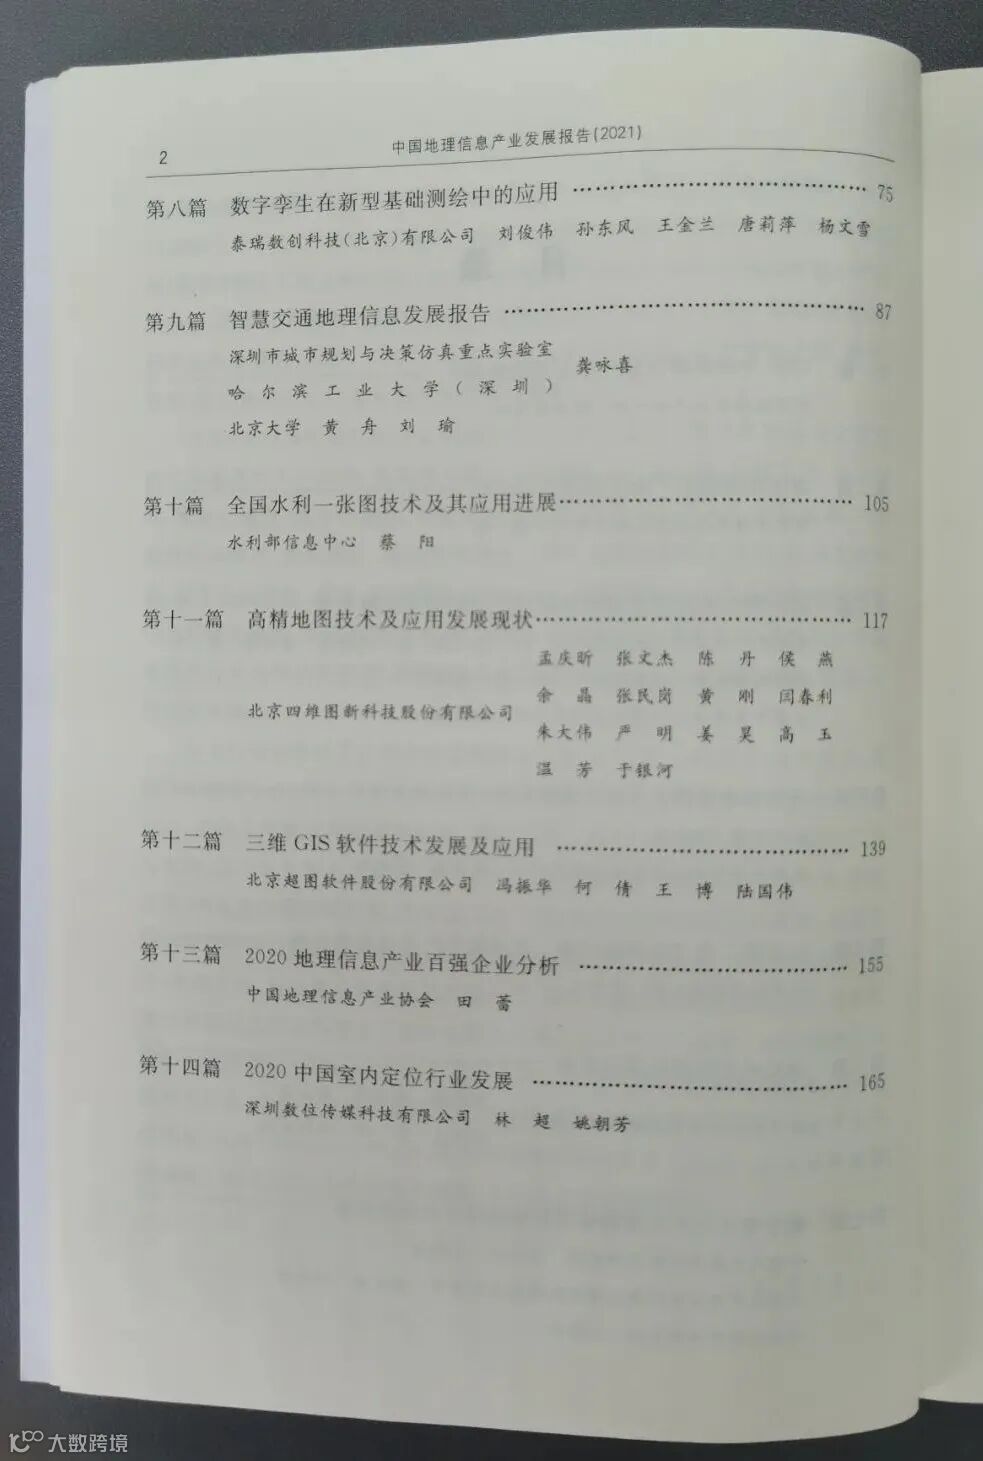 2
中国地理信息产业发展报告(2021)
第八篇 数字孪生在新型基础测绘中的应用 …………………………………… 75
泰瑞数创科技(北京)有限公司 刘俊伟 孙东风 王金兰 唐莉萍 杨文雪
第九篇 智慧交通地理信息发展报告 …………………………………………… 87
深圳市城市规划与决策仿真重点实验室
哈尔滨工业大学(深圳)
龚咏喜
北京大学 黄舟 刘瑜
第十篇 全国水利一张图技术及其应用进展…………………………………… 105
水利部信息中心 蔡阳
第十一篇 高精地图技术及应用发展现状……………………………………… 117
孟庆昕 张文杰 陈丹 侯燕
余晶 张民岗 黄刚 闫春利
北京四维图新科技股份有限公司
朱大伟 严明 姜昊 高玉
温芳 于银河
第十二篇 三维GIS软件技术发展及应用 …………………………………… 139
北京超图软件股份有限公司 冯振华 何倩 王博 陆国伟
第十三篇 2020地理信息产业百强企业分析 ………………………………… 155
中国地理信息产业协会 田蕾
第十四篇 2020中国室内定位行业发展 ……………………………………… 165
深圳数位传媒科技有限公司 林超 姚朝芳
大数跨境